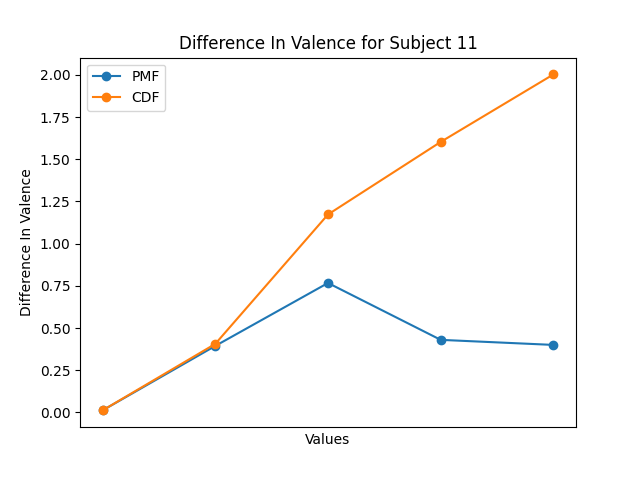 Difference In Valence for Subject 11
PMF
CDF
2.00
1.75
1.50
1.25
1.00
0.75
0.50
0.25
0.00
Difference In Valence
Values